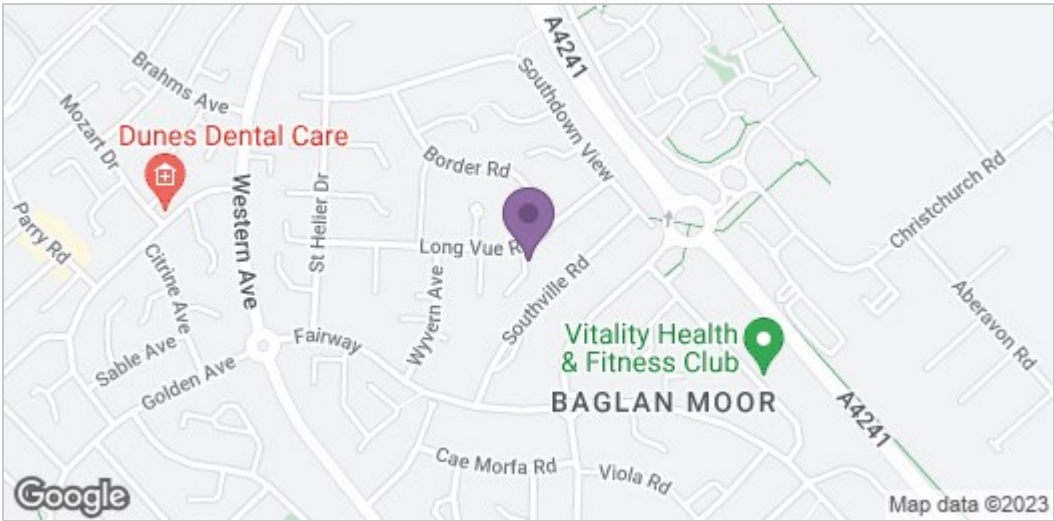 A4241
Brahms Ave
Southdown View
Mozart Dr
Dunes Dental Care
Border Rd
Christchurch Rd
Western Ave
St Helier Dr
Parry Rd
Long Vue R
Citrine Ave
Wyvern Ave
Southville Rd
Aberavon Rd
Fairway
Vitality Health
& Fitness Club
Sable Ave
Golden Ave
BAGLAN MOOR
A4241
Cae Morfa Rd
Viola Rd
Google
Map data ©2023